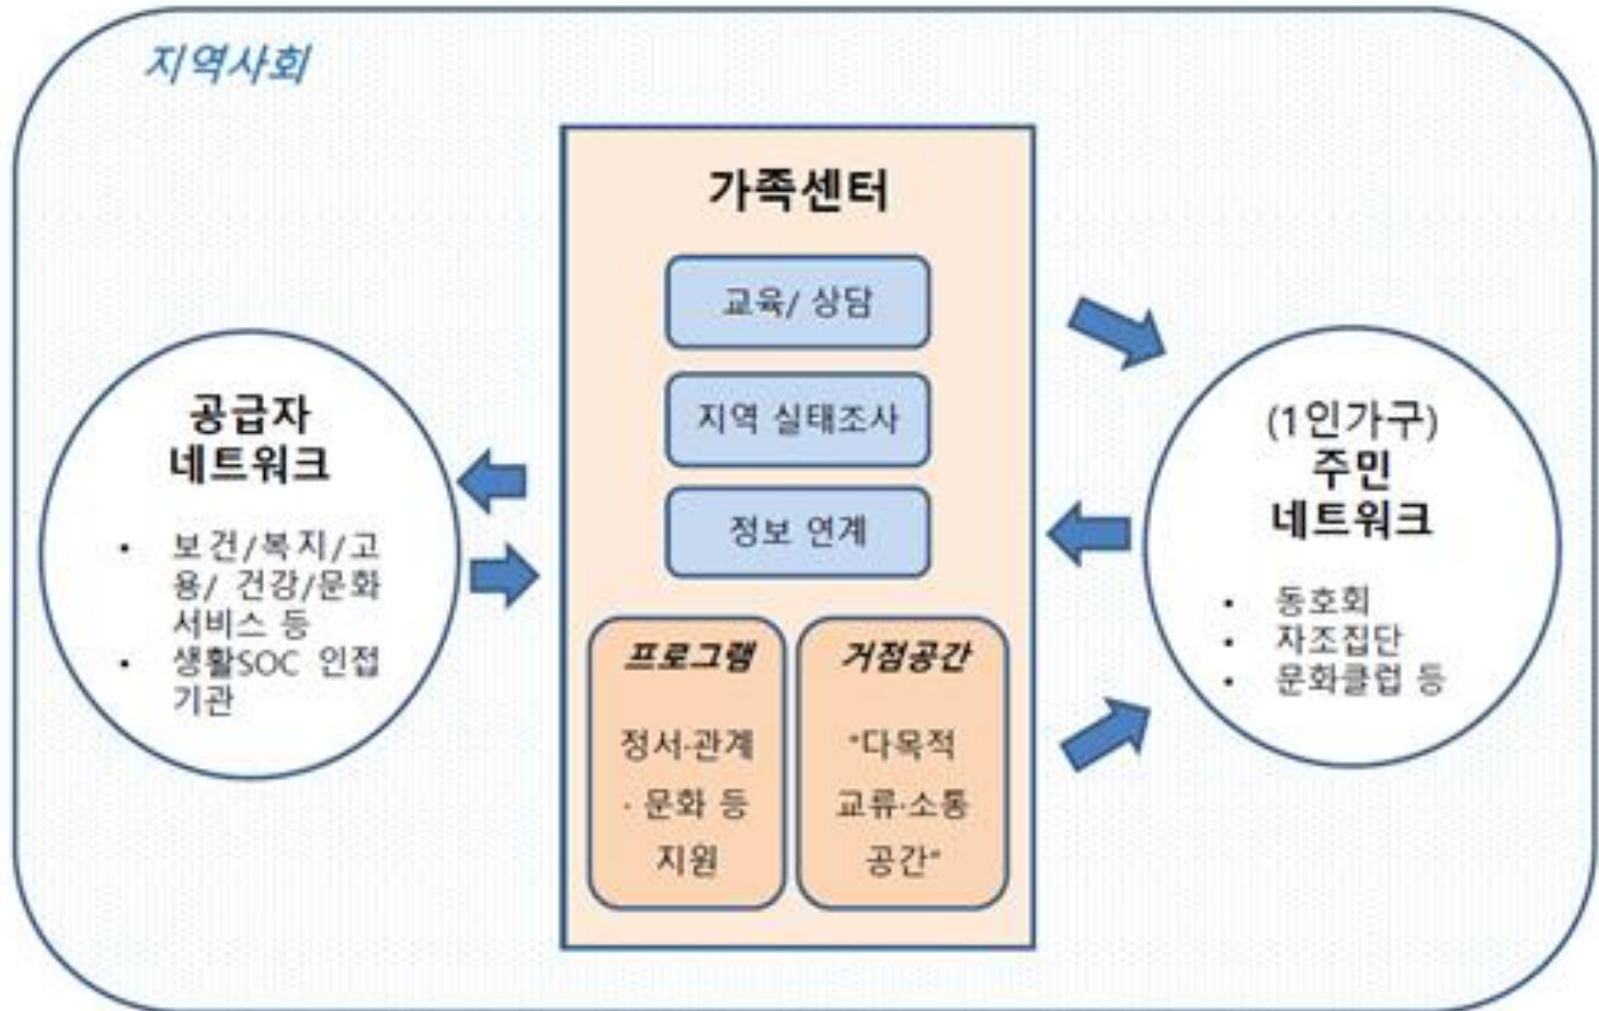 지역사회
가족센터
교육/ 상담
지역 실태조사
정보 연계
프로그램
정서·관계
· 문화 등
지원
거점공간
"다목적
교류·소통
공간"
공급자
네트워크
• 보건/복지/고
용/ 건강/문화
서비스 등
• 생활SOC 인접
기관
(1인가구)
주민
네트워크
• 동호회
• 자조집단
• 문화클럽 등